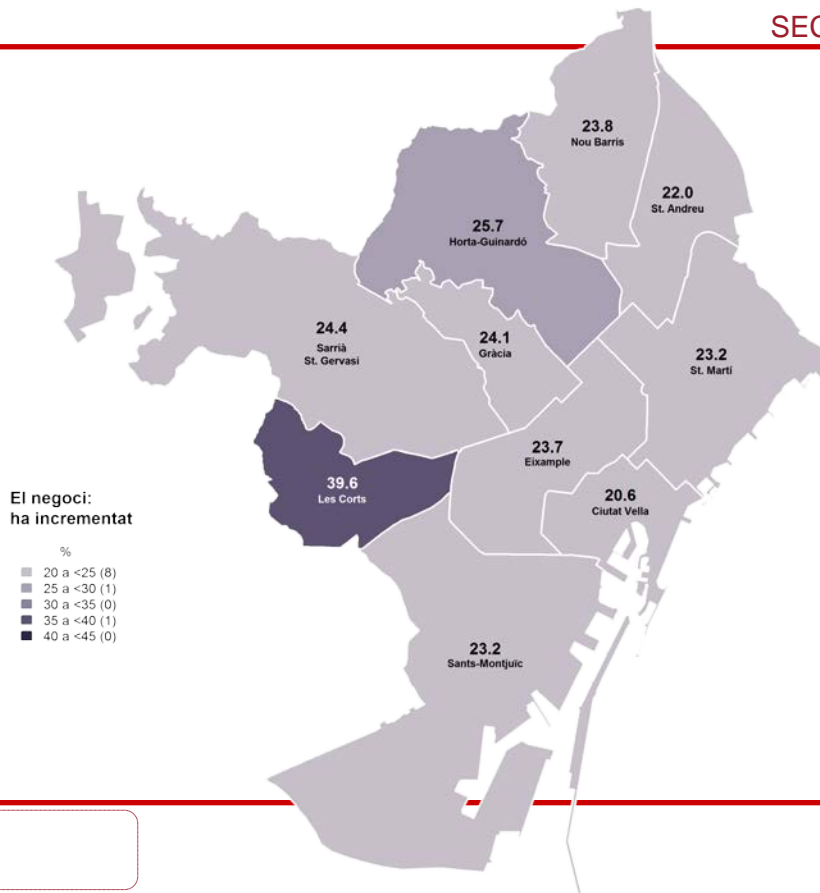 SEC
23.8
Nou Barris
22.0
St. Andreu
25.7
Horta-Guinardó
24.4
Sarrià
St. Gervasi
24.1
Gràcia
23.2
St. Martí
23.7
Eixample
39.6
Les Corts
20.6
Ciutat Vella
El negoci:
ha incrementat
%
20 a <25 (8)
25 a <30 (1)
30 a <35 (0)
35 a <40 (1)
40 a <45 (0)
23.2
Sants-Montjuïc